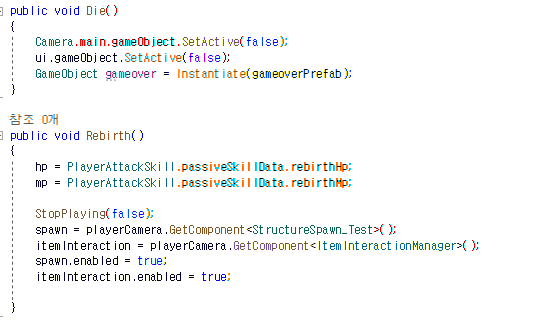 public void Die()
{
Camera.main.gameObject.SetActive(false);
ui.gameObject.SetActive(false);
GameObject gameover = Instantiate(gameoverPrefab);
}
참조 0개
public void Rebirth()
{
hp = PlayerAttackSkill.passiveSkillData.rebirthHp;
mp = PlayerAttackSkill.passiveSkillData.rebirthMp;
StopPlaying(false);
spawn = playerCamera.GetComponent<StructureSpawn_Test>();
itemInteraction = playerCamera.GetComponent<ItemInteractionManager>();
spawn.enabled = true;
itemInteraction.enabled = true;
}